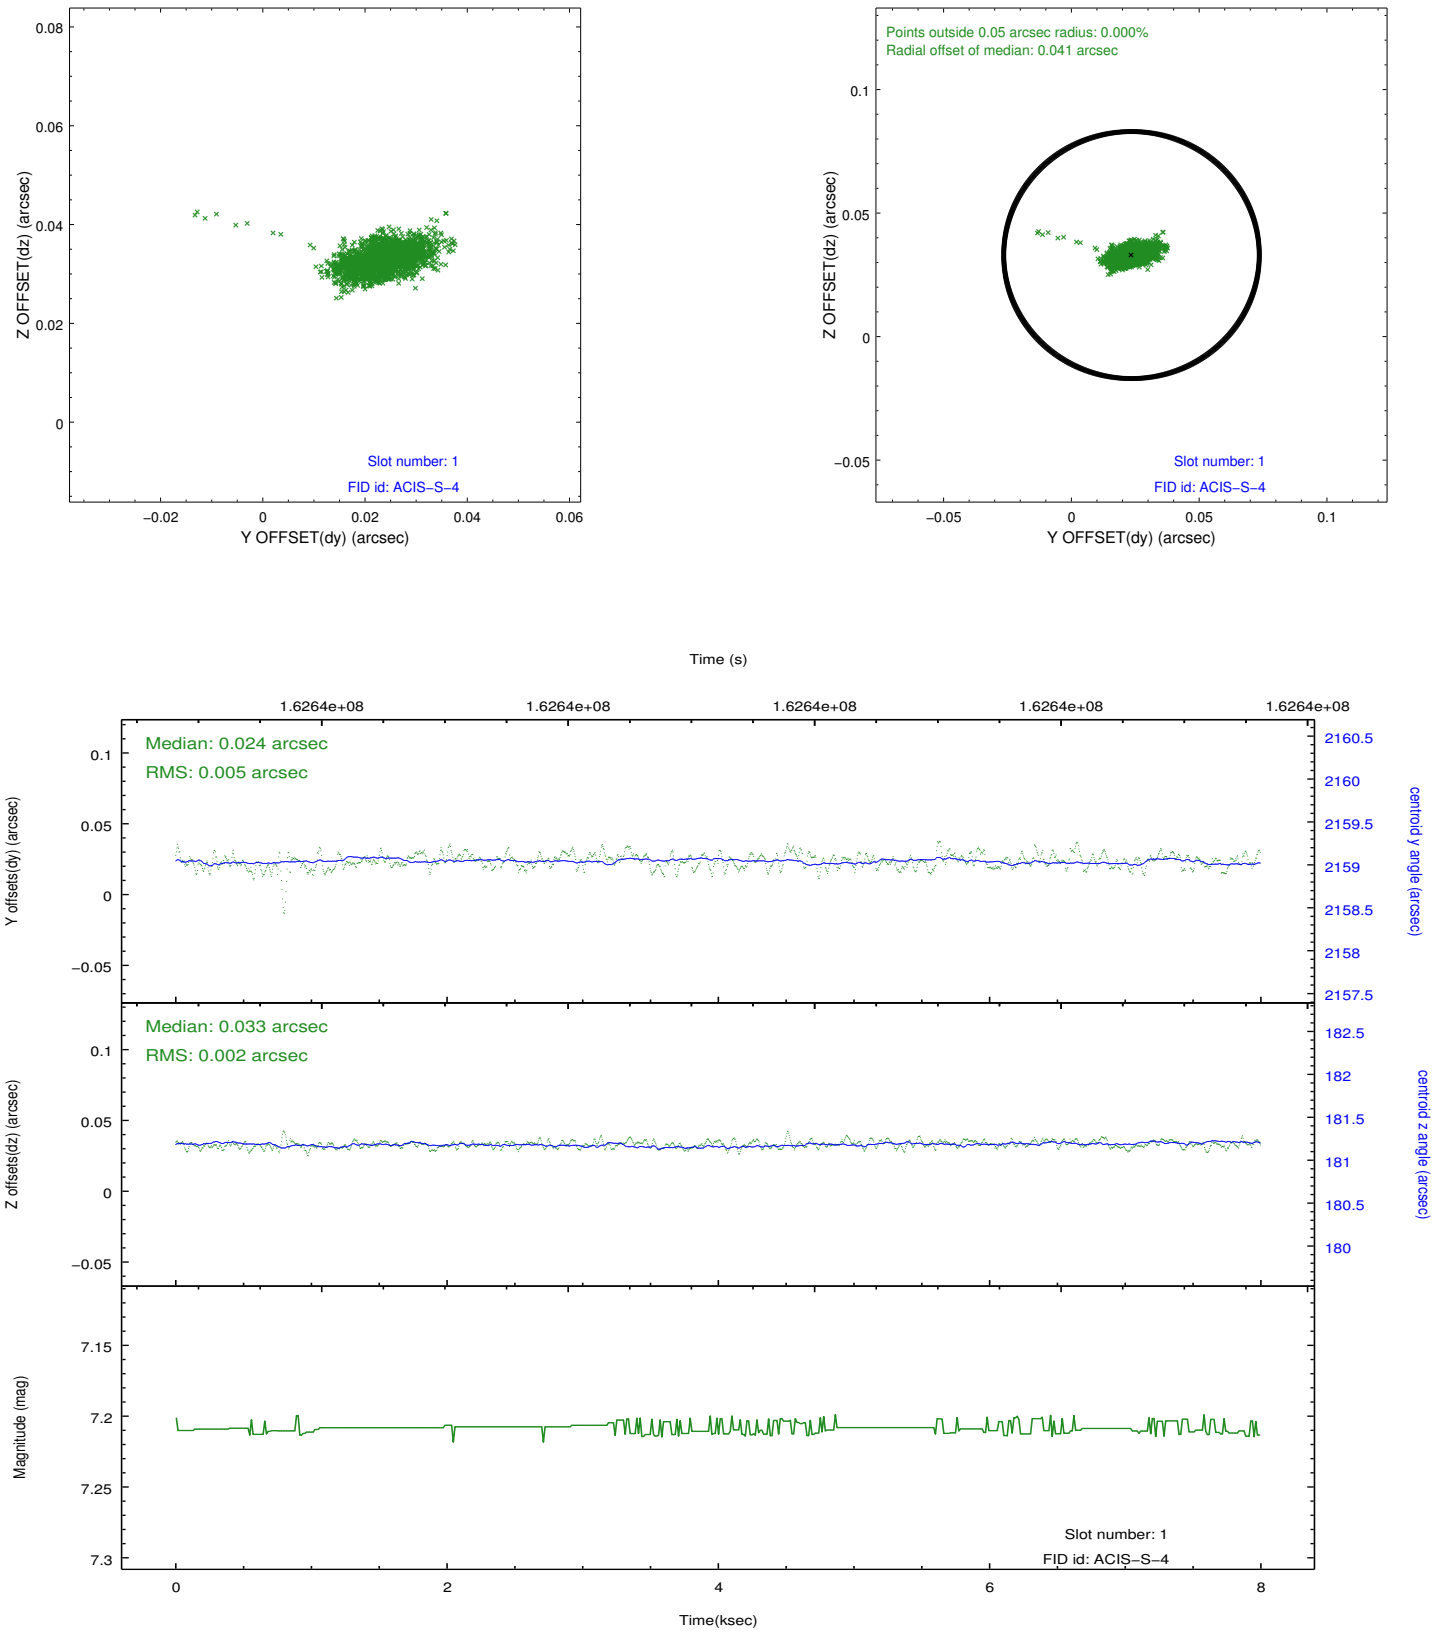 0.08
0.06
0.04
0.02
0
Z OFFSET(dz) (arcsec)
Slot number: 1
FID id: ACIS−S−4
−0.02
0
0.02
0.04
0.06
Y OFFSET(dy) (arcsec)
Points outside 0.05 arcsec radius: 0.000%
Radial offset of median: 0.041 arcsec
0.1
0.05
0
−0.05
Z OFFSET(dz) (arcsec)
Slot number: 1
FID id: ACIS−S−4
−0.05
0
0.05
0.1
Y OFFSET(dy) (arcsec)
Time (s)
1.6264e+08
1.6264e+08
1.6264e+08
1.6264e+08
1.6264e+08
Median: 0.024 arcsec
RMS: 0.005 arcsec
0.1
0.05
0
−0.05
Y offsets(dy) (arcsec)
2160.5
2160
2159.5
2159
2158.5
2158
2157.5
centroid y angle (arcsec)
Median: 0.033 arcsec
RMS: 0.002 arcsec
0.1
0.05
0
−0.05
Z offsets(dz) (arcsec)
182.5
182
181.5
181
180.5
180
centroid z angle (arcsec)
7.15
7.2
7.25
7.3
Magnitude (mag)
Slot number: 1
FID id: ACIS−S−4
0
2
4
6
8
Time(ksec)